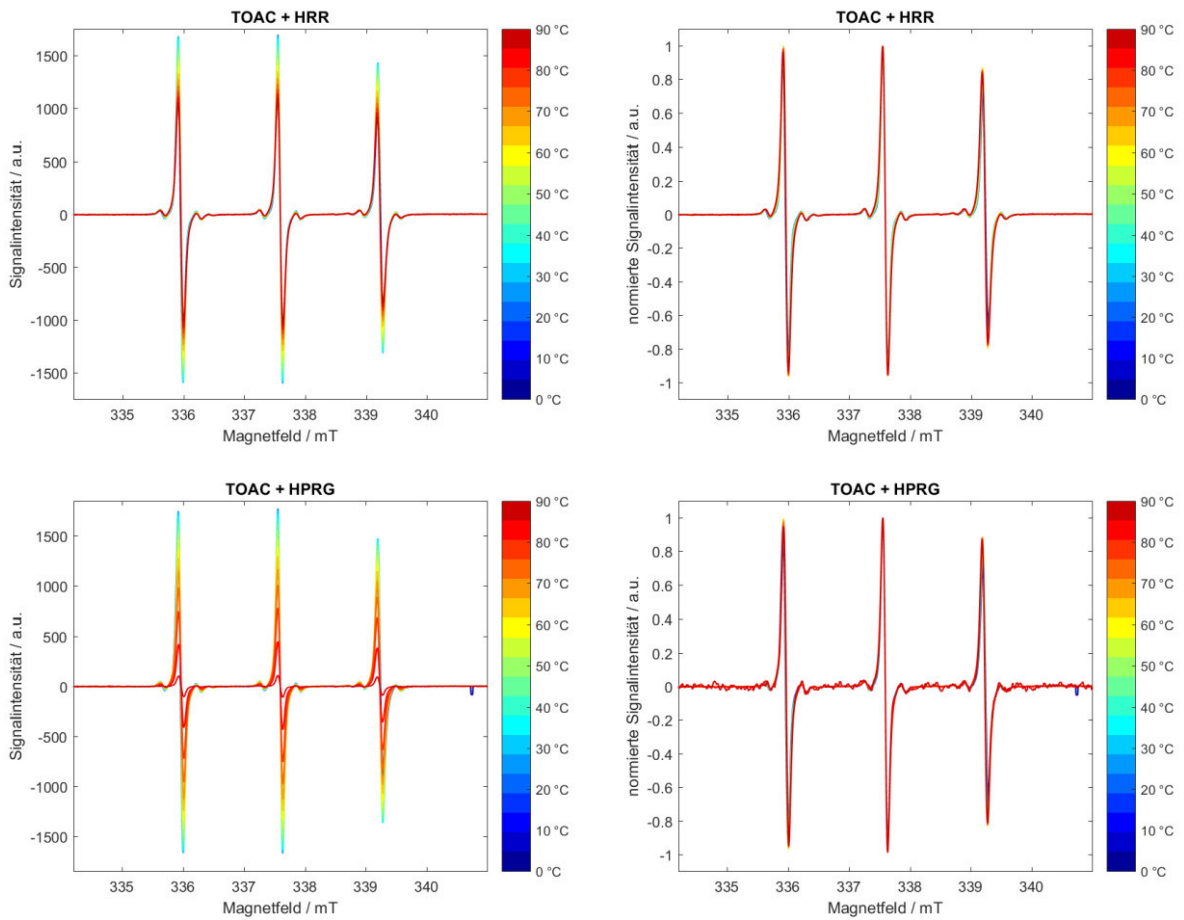 TOAC + HRR
Signalintensität / a.u.
1500
1000
500
0
-500
-1000
-1500
335
336
337
338
339
340
Magnetfeld / mT
90 °C
80 °C
70 °C
60 °C
50 °C
40 °C
30 °C
20 °C
10 °C
0 °C
TOAC + HRR
normierte Signalintensität / a.u.
1
0.8
0.6
0.4
0.2
0
-0.2
-0.4
-0.6
-0.8
-1
335
336
337
338
339
340
Magnetfeld / mT
90 °C
80 °C
70 °C
60 °C
50 °C
40 °C
30 °C
20 °C
10 °C
0 °C
TOAC + HPRG
Signalintensität / a.u.
1500
1000
500
0
-500
-1000
-1500
335
336
337
338
339
340
Magnetfeld / mT
90 °C
80 °C
70 °C
60 °C
50 °C
40 °C
30 °C
20 °C
10 °C
0 °C
TOAC + HPRG
normierte Signalintensität / a.u.
1
0.8
0.6
0.4
0.2
0
-0.2
-0.4
-0.6
-0.8
-1
335
336
337
338
339
340
Magnetfeld / mT
90 °C
80 °C
70 °C
60 °C
50 °C
40 °C
30 °C
20 °C
10 °C
0 °C